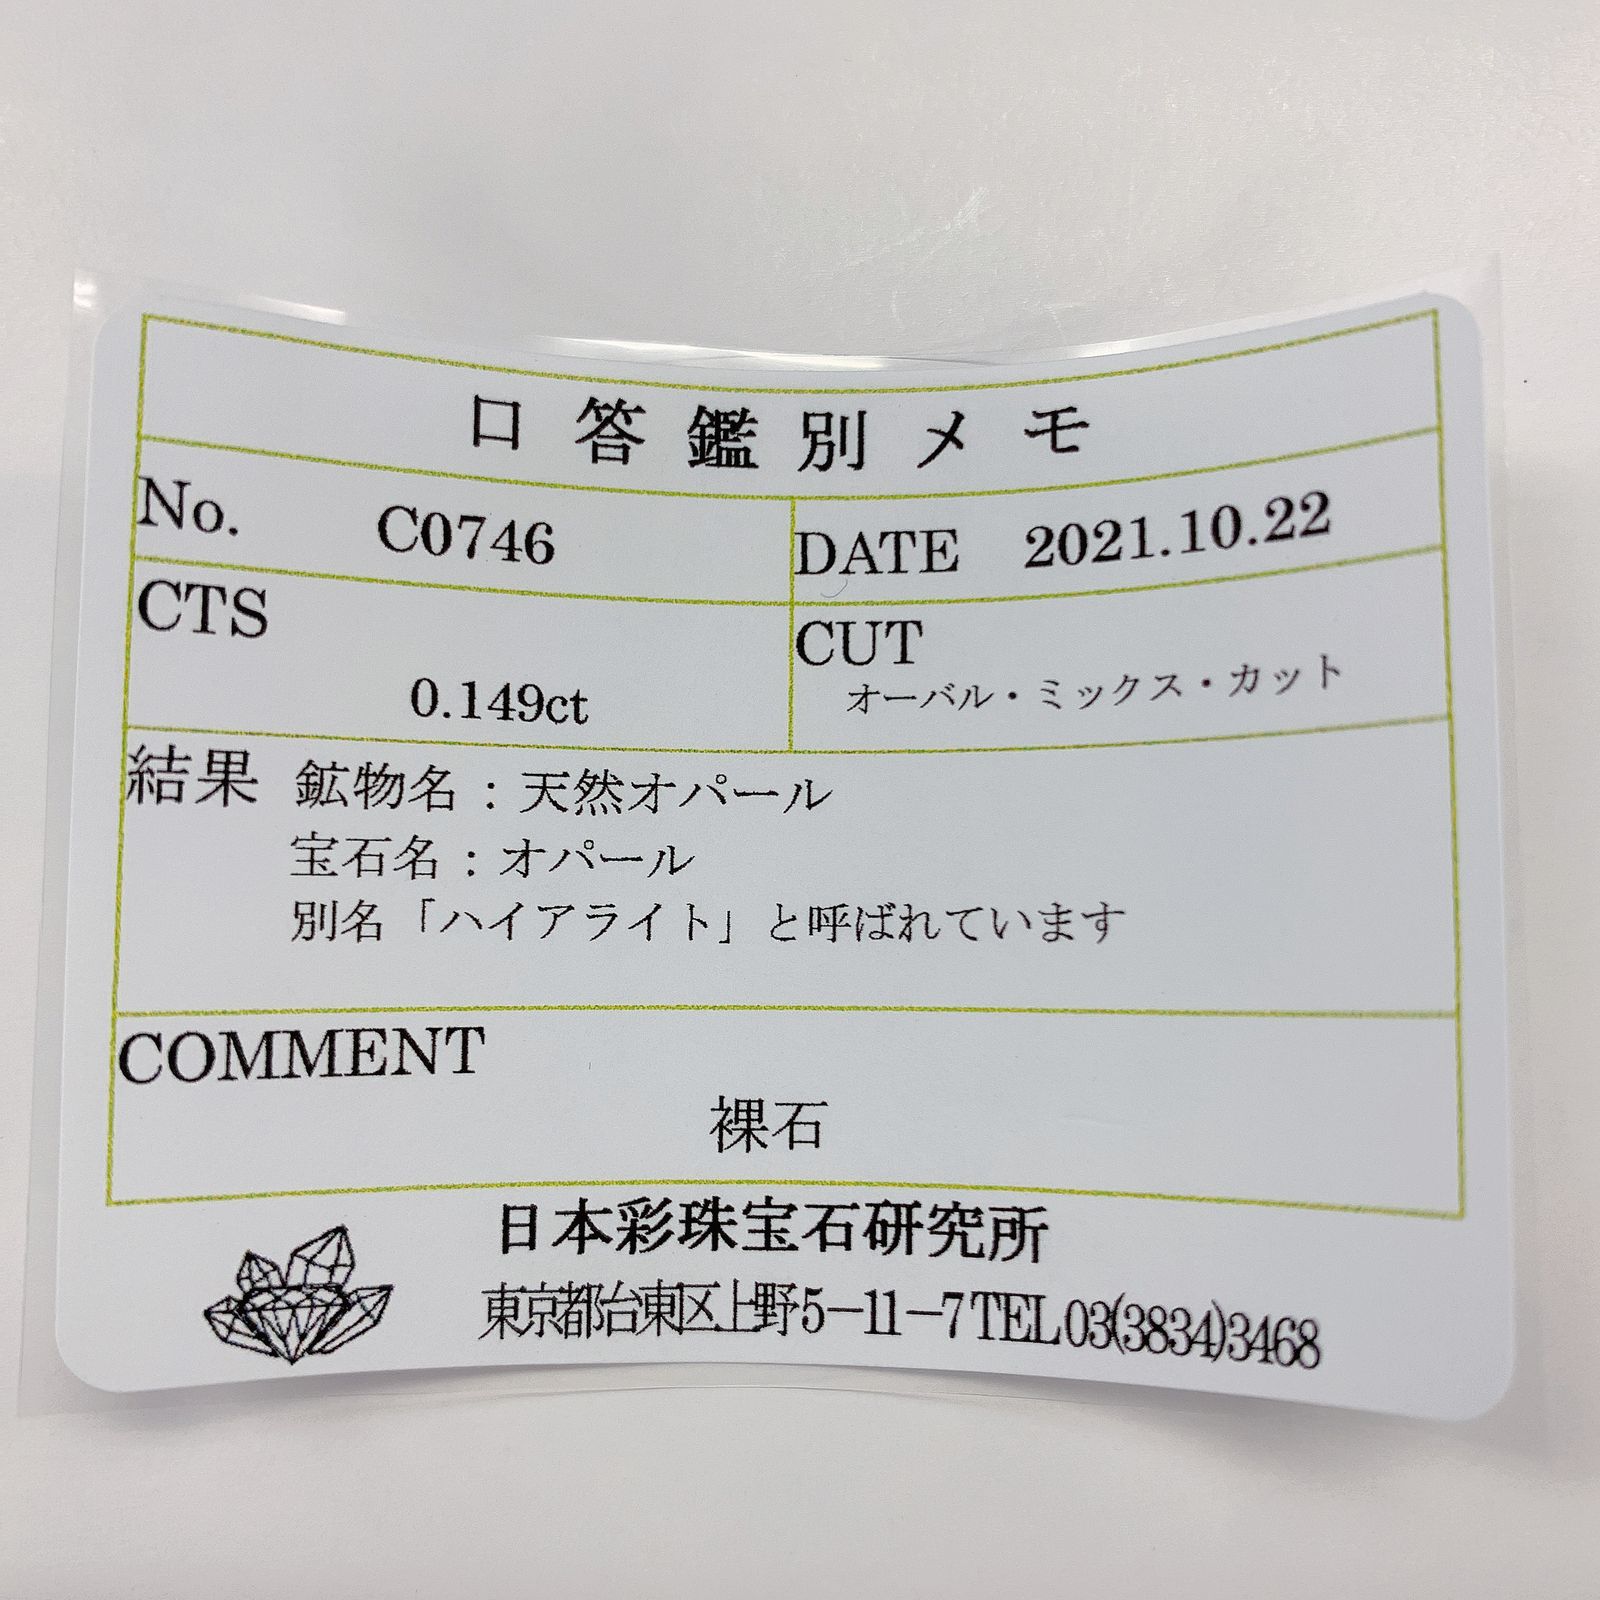 口答鑑別メモ
No. C0746 DATE 2021.10.22
CTS CUT
0.149ct オーバル・ミックス・カット
結果 鉱物名：天然オパール
宝石名：オパール
別名「ハイアライト」と呼ばれています
COMMENT
裸石
日本彩珠宝石研究所
東京都台東区上野5－11－7 TEL 03(3834)3468